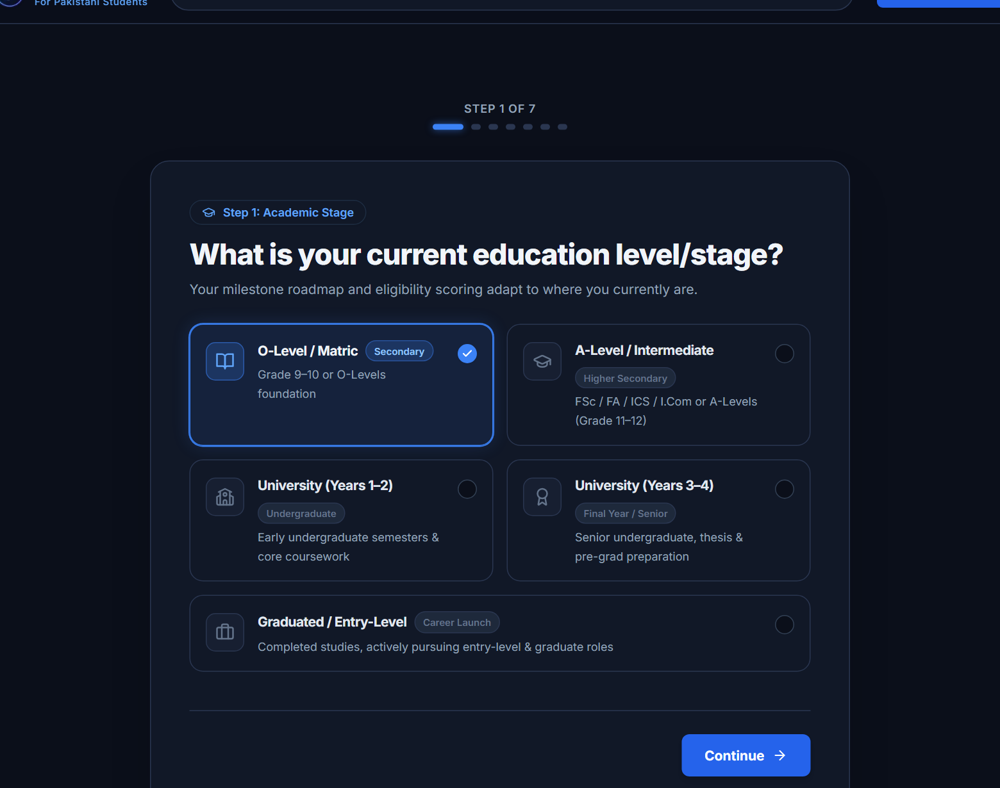 For Pakistani Students
STEP 1 OF 7
Step 1: Academic Stage
What is your current education level/stage?
Your milestone roadmap and eligibility scoring adapt to where you currently are.
O-Level / Matric
Secondary
Grade 9–10 or O-Levels
foundation
A-Level / Intermediate
Higher Secondary
FSc / FA / ICS / I.Com or A-Levels
(Grade 11–12)
University (Years 1–2)
Undergraduate
Early undergraduate semesters &
core coursework
University (Years 3–4)
Final Year / Senior
Senior undergraduate, thesis &
pre-grad preparation
Graduated / Entry-Level
Career Launch
Completed studies, actively pursuing entry-level & graduate roles
Continue →